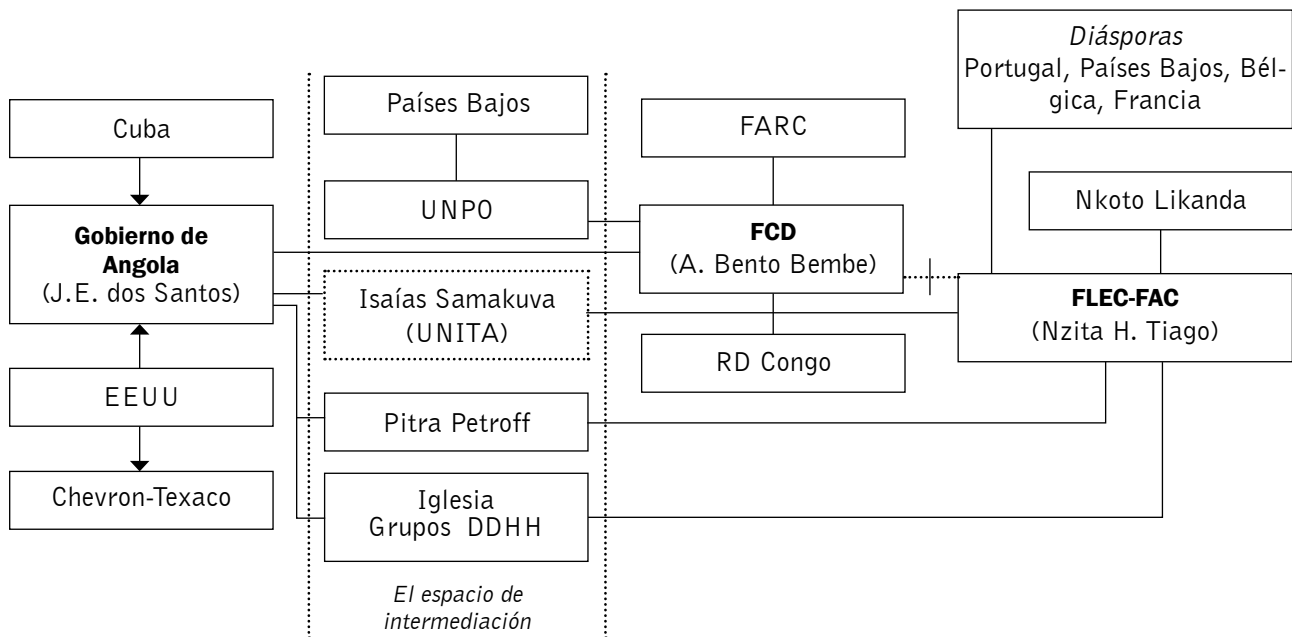 Diásporas
Portugal, Países Bajos, Bél-
gica, Francia
Países Bajos
Cuba
FARC
UNPO
Nkoto Likanda
Gobierno de
Angola
(J.E. dos Santos)
FCD
(A. Bento Bembe)
Isaías Samakuva
(UNITA)
FLEC-FAC
(Nzita H. Tiago)
RD Congo
EEUU
Pitra Petroff
Chevron-Texaco
Iglesia
Grupos DDHH
El espacio de
intermediación